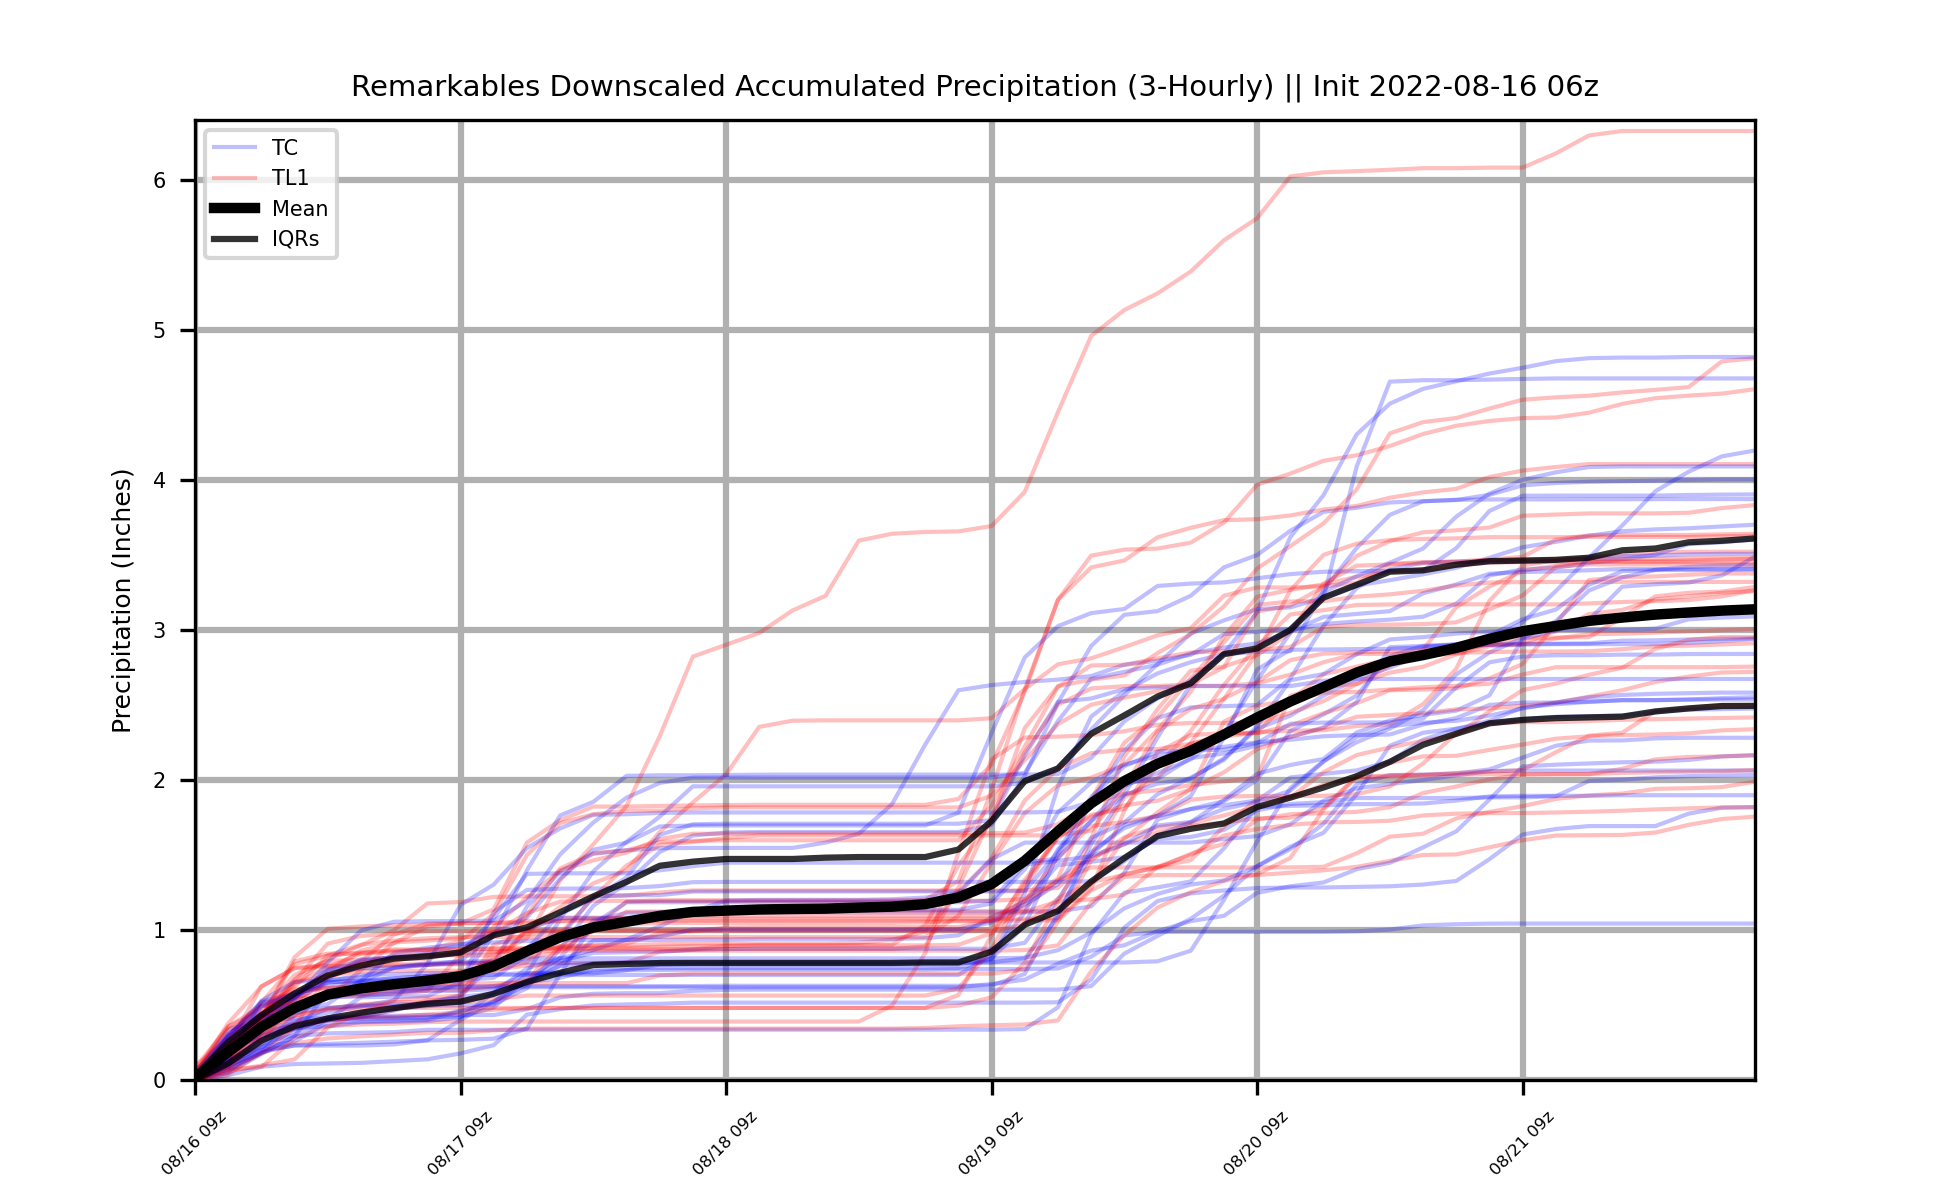 Remarkables Downscaled Accumulated Precipitation (3-Hourly) || Init 2022-08-16 06z
TC
TL1
Mean
IQRs
Precipitation (Inches)
6
5
4
3
2
1
0
08/16 09z
08/17 09z
08/18 09z
08/19 09z
08/20 09z
08/21 09z